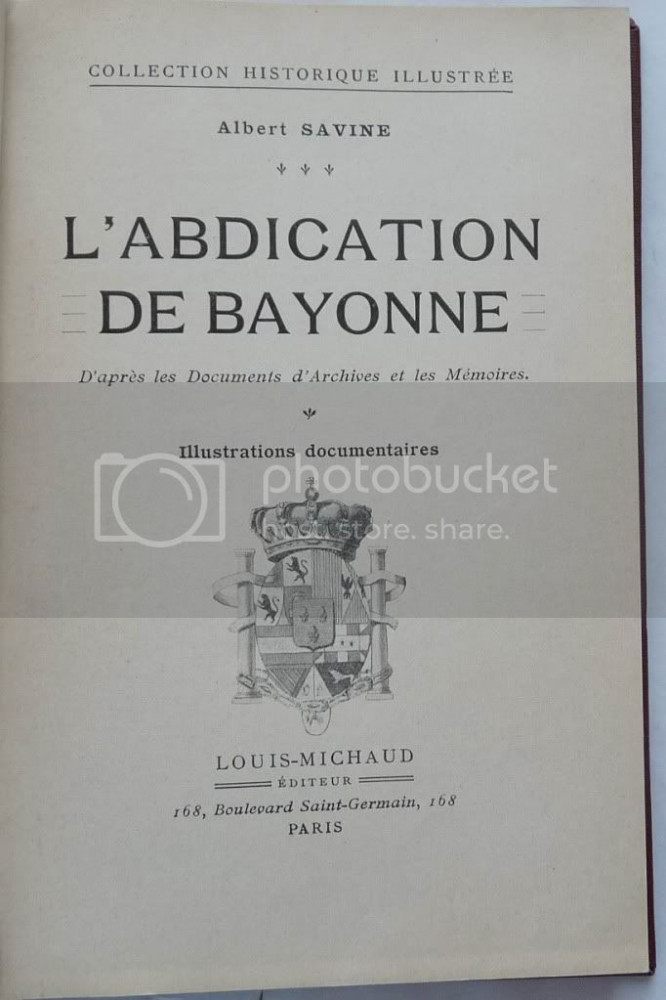 COLLECTION HISTORIQUE ILLUSTRÉE
Albert SAVINE
L'ABDICATION
DE BAYONNE
D'après les Documents d'Archives et les Mémoires.
Illustrations documentaires
photobucket
host. store. share.
LOUIS-MICHAUD
ÉDITEUR
168, Boulevard Saint-Germain, 168
PARIS